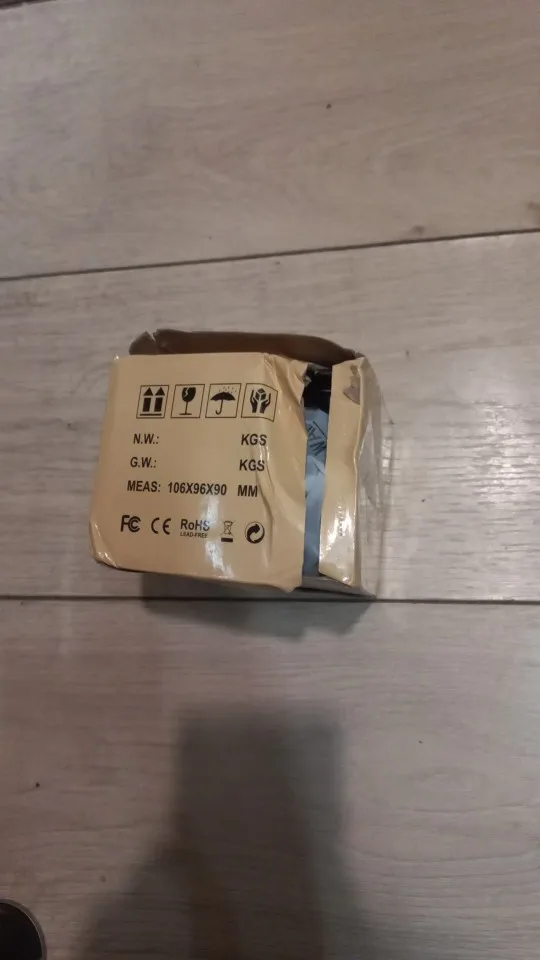 N.W.: KGS
G.W.: KGS
MEAS: 106X96X90 MM
FC CE RoHS
LEAD-FREE